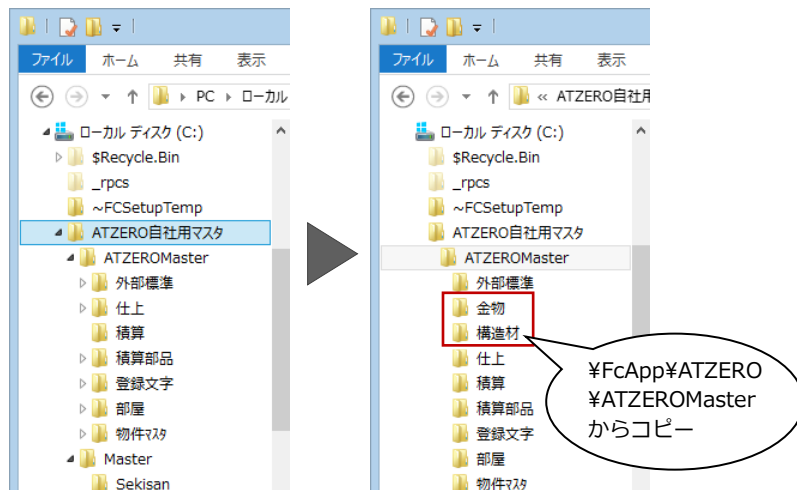 ファイル ホーム 共有 表示
PC ローカル
ローカル ディスク (C:)
$Recycle.Bin
_rpcs
~FCSetupTemp
ATZERO自社用マスタ
ATZEROMaster
外部標準
仕上
積算
積算部品
登録文字
部屋
物件マスタ
Master
Sekisan
ファイル ホーム 共有 表示
« ATZERO自社用
ローカル ディスク (C:)
$Recycle.Bin
_rpcs
~FCSetupTemp
ATZERO自社用マスタ
ATZEROMaster
外部標準
金物
構造材
仕上
積算
積算部品
登録文字
部屋
物件マスタ
¥FcApp¥ATZERO
¥ATZEROMaster
からコピー